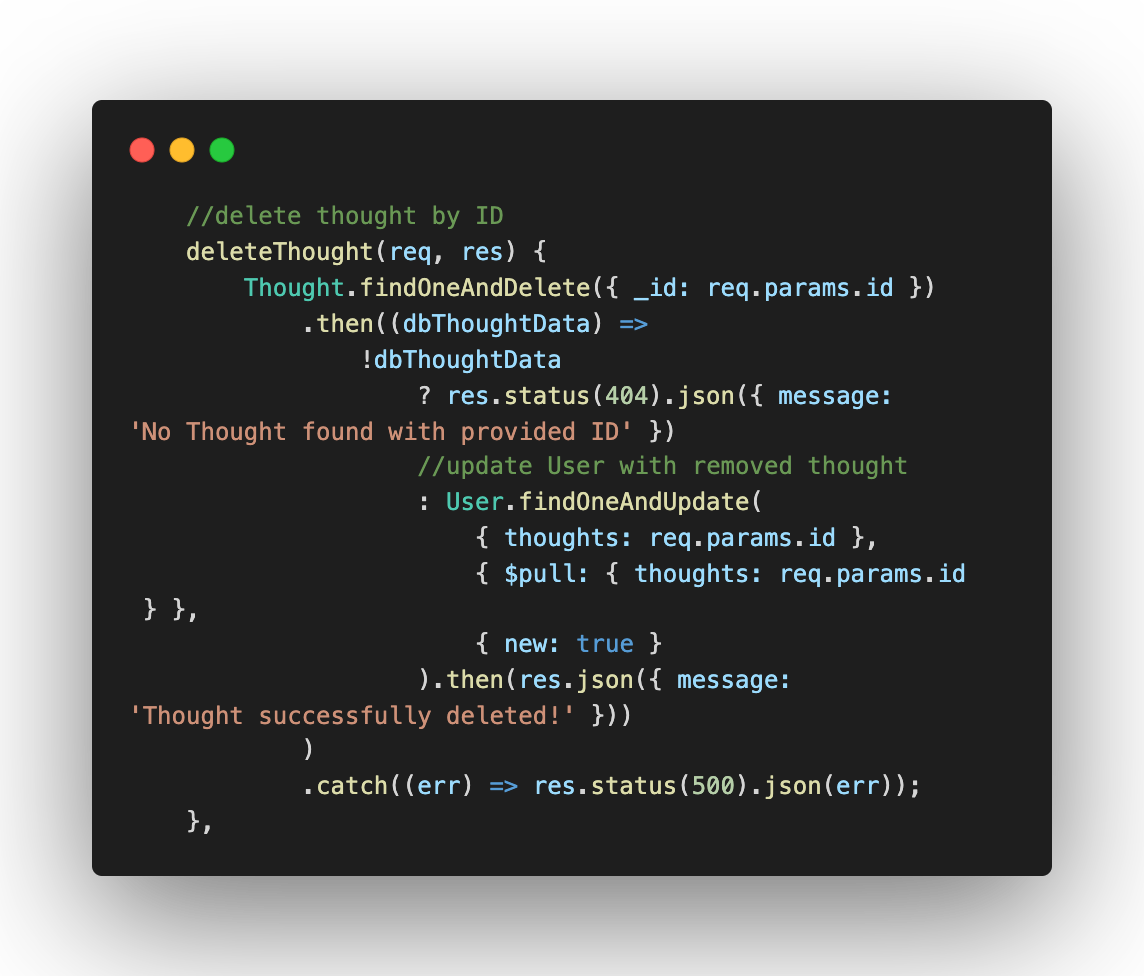 //delete thought by ID
deleteThought(req, res) {
Thought.findOneAndDelete({ _id: req.params.id })
.then((dbThoughtData) =>
!dbThoughtData
? res.status(404).json({ message:
'No Thought found with provided ID' })
//update User with removed thought
: User.findOneAndUpdate(
{ thoughts: req.params.id },
{ $pull: { thoughts: req.params.id
} },
{ new: true }
).then(res.json({ message:
'Thought successfully deleted!' }))
)
.catch((err) => res.status(500).json(err));
},